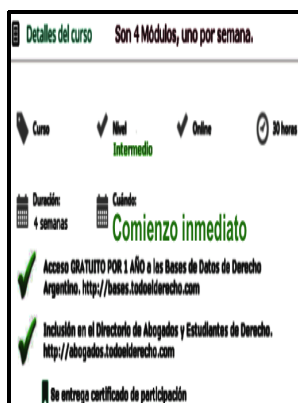 Detalles del curso Son 4 Módulos, uno por semana.
Curso Nivel Online 30 horas
Intermedio
Duración: Cuándo:
4 semanas Comienzo inmediato
Acceso GRATUITO POR 1 AÑO a las Bases de Datos de Derecho
Argentino. http://bases.todoelderecho.com
Inclusión en el Directorio de Abogados y Estudiantes de Derecho.
http://abogados.todoelderecho.com
Se entrega certificado de participación